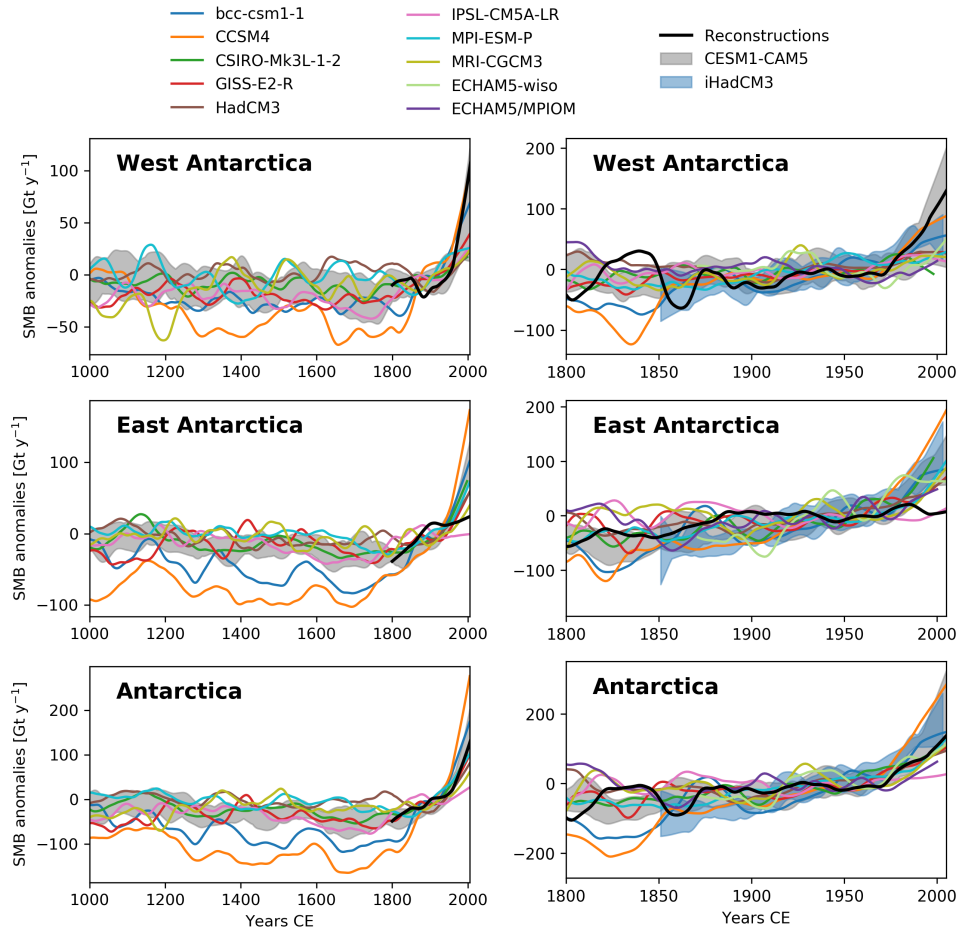 bcc-csm1-1
CCSM4
CSIRO-Mk3L-1-2
GISS-E2-R
HadCM3
IPSL-CM5A-LR
MPI-ESM-P
MRI-CGCM3
ECHAM5-wiso
ECHAM5/MPIOM
Reconstructions
CESM1-CAM5
iHadCM3
West Antarctica
SMB anomalies [Gt y⁻¹]
100
50
0
−50
1000 1200 1400 1600 1800 2000
West Antarctica
200
100
0
−100
1800 1850 1900 1950 2000
East Antarctica
SMB anomalies [Gt y⁻¹]
100
0
−100
1000 1200 1400 1600 1800 2000
East Antarctica
200
100
0
−100
1800 1850 1900 1950 2000
Antarctica
SMB anomalies [Gt y⁻¹]
200
100
0
−100
1000 1200 1400 1600 1800 2000
Years CE
Antarctica
200
0
−200
1800 1850 1900 1950 2000
Years CE